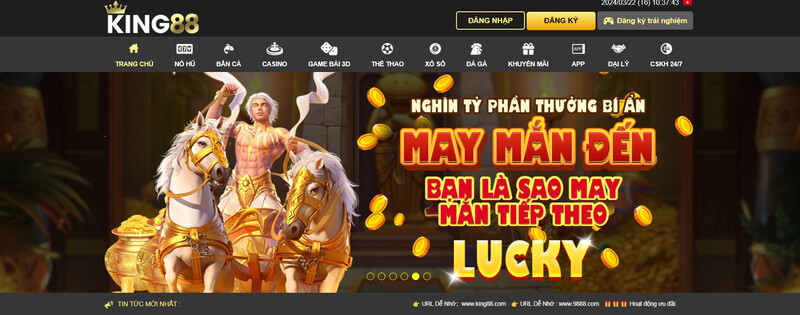 KING88
2024/03/22 (T6) 10:37:43
ĐĂNG NHẬP ĐĂNG KÝ Đăng ký trải nghiệm
TRANG CHỦ NỔ HŨ BẮN CÁ CASINO GAME BÀI 3D THỂ THAO XỔ SỐ ĐÁ GÀ KHUYẾN MÃI APP ĐẠI LÝ CSKH 24/7
NGHÌN TỶ PHẦN THƯỞNG BÍ ẨN
MAY MẮN ĐẾN
BẠN LÀ SAO MAY
MẮN TIẾP THEO
LUCKY
TIN TỨC MỚI NHẤT : URL Dễ Nhớ : www.king88.com URL Dễ Nhớ : www.9888.com Hoạt động ưu đãi: